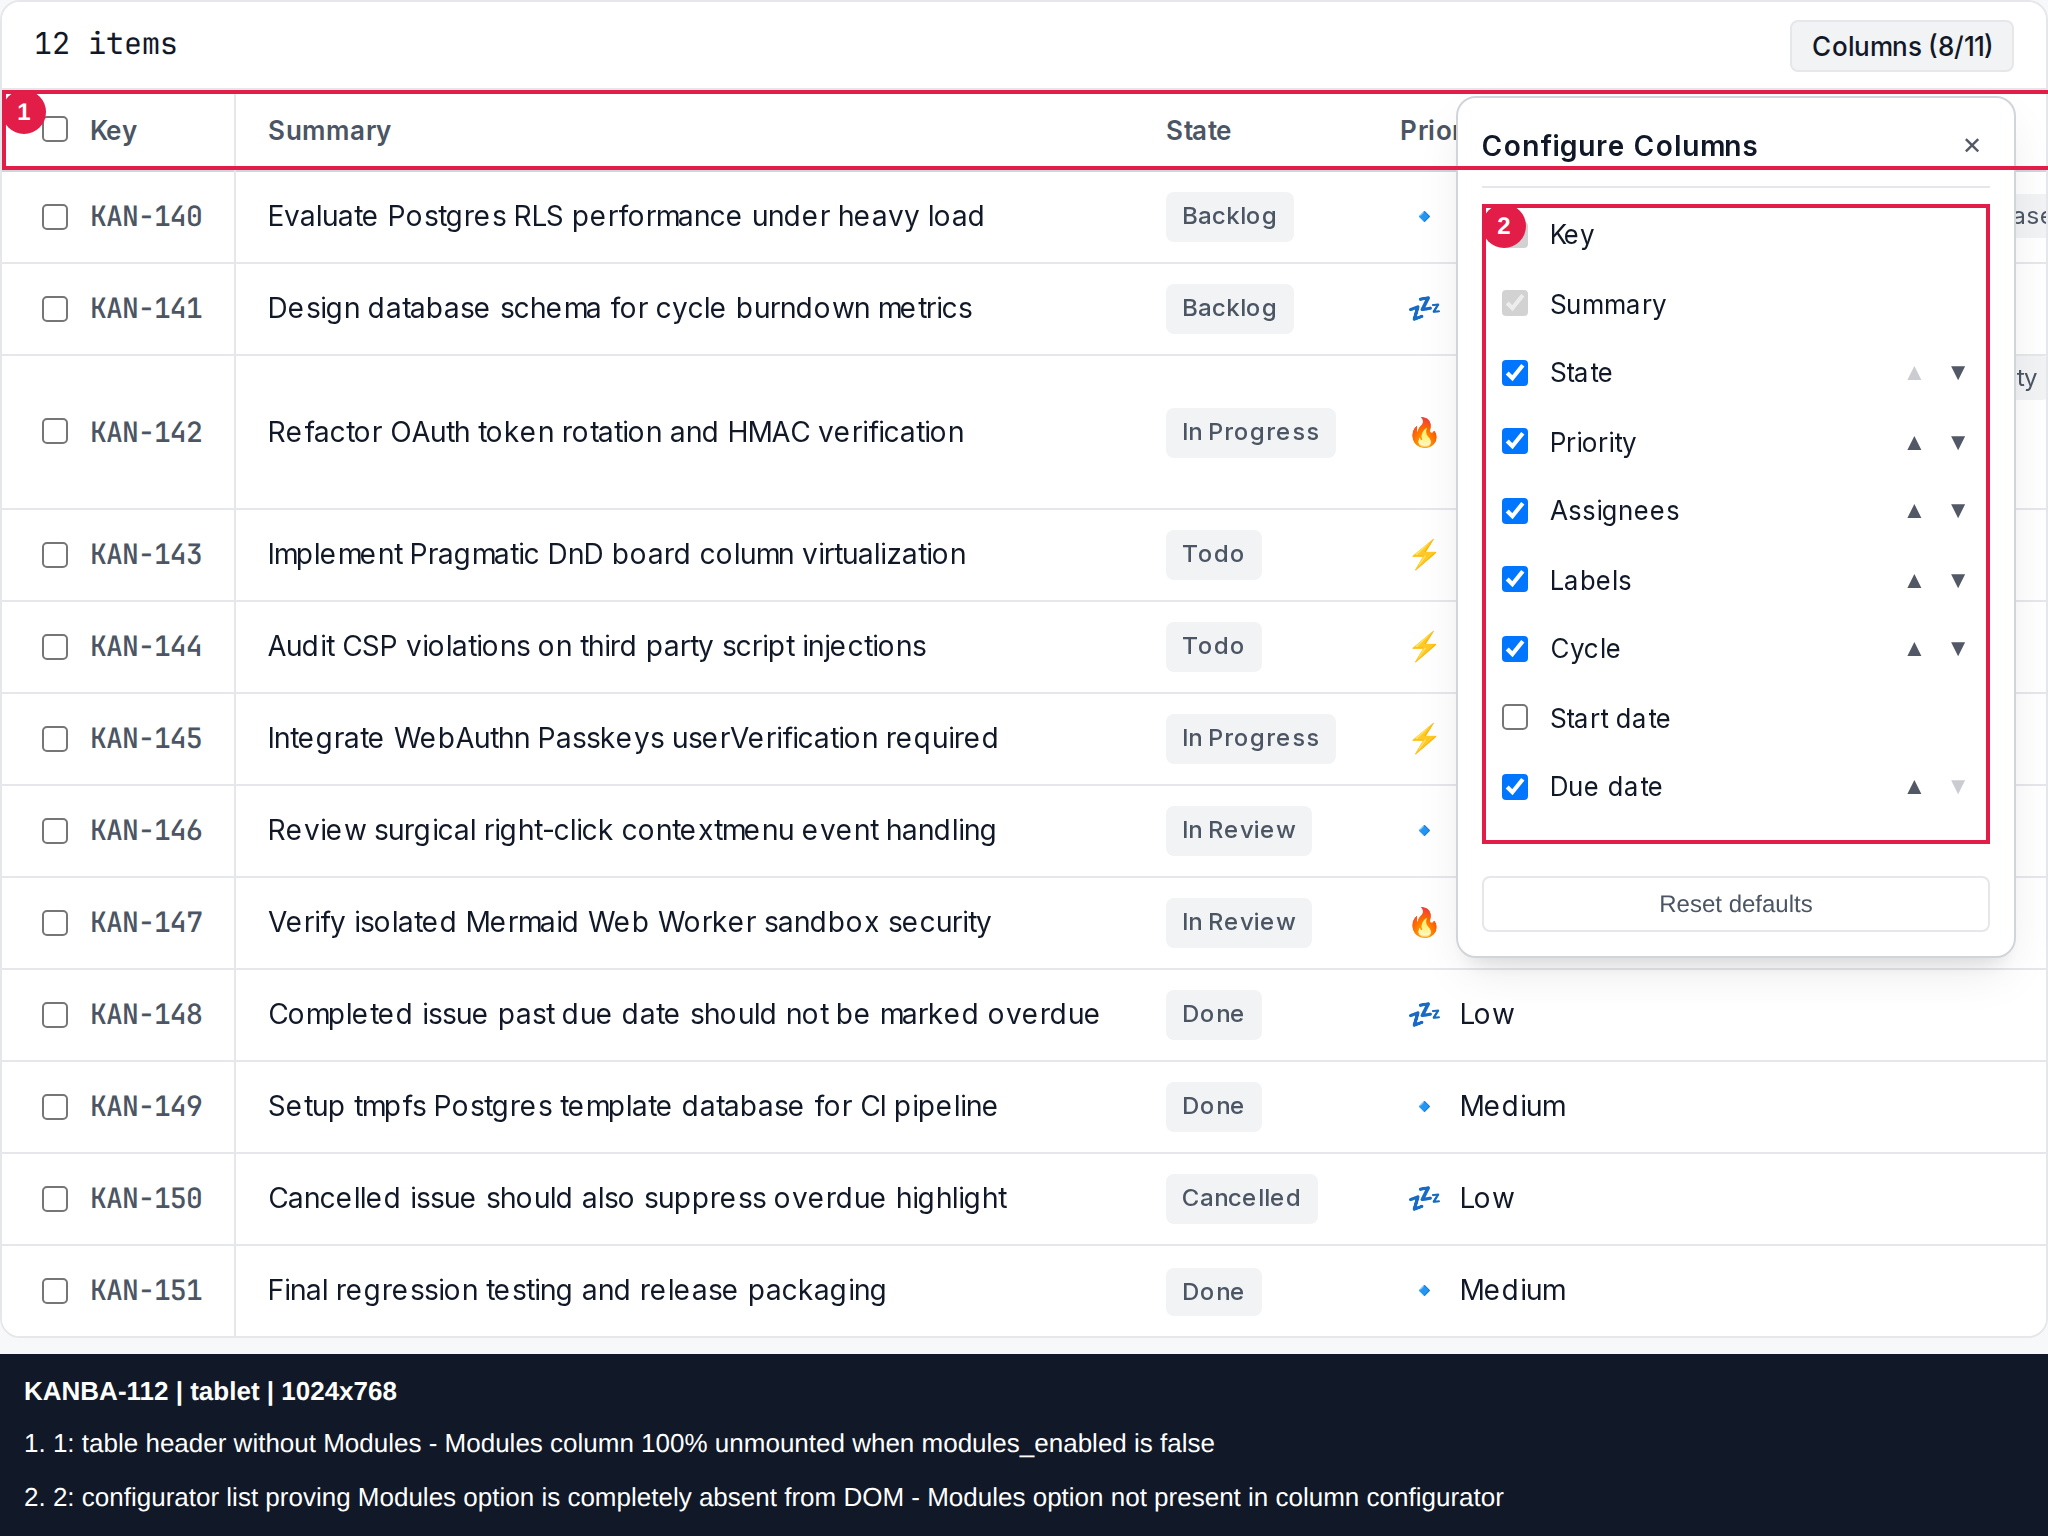 12 items
Columns (8/11)
1
Key Summary State Prior
Configure Columns ×
KAN-140 Evaluate Postgres RLS performance under heavy load Backlog
2 Key
KAN-141 Design database schema for cycle burndown metrics Backlog 💤
Summary
State ▲ ▼
KAN-142 Refactor OAuth token rotation and HMAC verification In Progress 🔥
Priority ▲ ▼
Assignees ▲ ▼
KAN-143 Implement Pragmatic DnD board column virtualization Todo ⚡
Labels ▲ ▼
KAN-144 Audit CSP violations on third party script injections Todo ⚡
Cycle ▲ ▼
KAN-145 Integrate WebAuthn Passkeys userVerification required In Progress ⚡
Start date
Due date ▲ ▼
KAN-146 Review surgical right-click contextmenu event handling In Review
KAN-147 Verify isolated Mermaid Web Worker sandbox security In Review 🔥
Reset defaults
KAN-148 Completed issue past due date should not be marked overdue Done 💤 Low
KAN-149 Setup tmpfs Postgres template database for CI pipeline Done 🔹 Medium
KAN-150 Cancelled issue should also suppress overdue highlight Cancelled 💤 Low
KAN-151 Final regression testing and release packaging Done 🔹 Medium
KANBA-112 | tablet | 1024x768
1. 1: table header without Modules - Modules column 100% unmounted when modules_enabled is false
2. 2: configurator list proving Modules option is completely absent from DOM - Modules option not present in column configurator